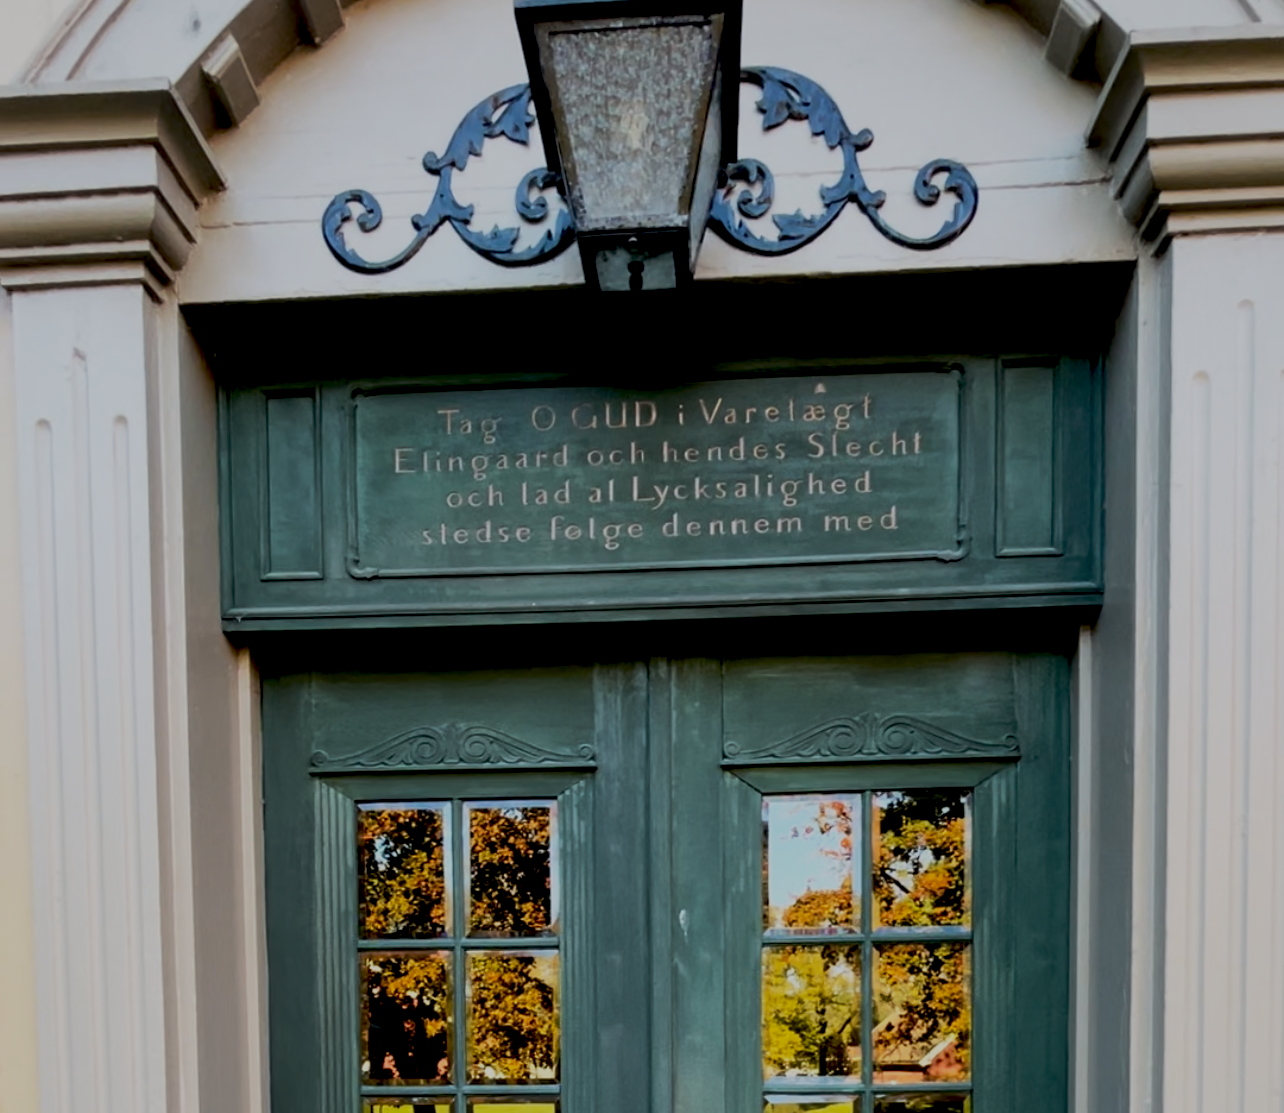 Tag O GUD i Varelægt
Elingaard och hendes Slecht
och lad al Lycksalighed
stedse følge dennem med